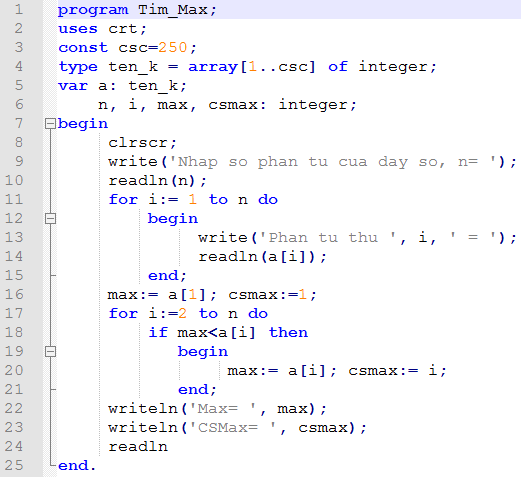 1 program Tim_Max;
2 uses crt;
3 const csc=250;
4 type ten_k = array[1..csc] of integer;
5 var a: ten_k;
6 n, i, max, csmax: integer;
7 begin
8 clrscr;
9 write('Nhap so phan tu cua day so, n= ');
10 readln(n);
11 for i:= 1 to n do
12 begin
13 write('Phan tu thu ', i, ' = ');
14 readln(a[i]);
15 end;
16 max:= a[1]; csmax:=1;
17 for i:=2 to n do
18 if max<a[i] then
19 begin
20 max:= a[i]; csmax:= i;
21 end;
22 writeln('Max= ', max);
23 writeln('CSMax= ', csmax);
24 readln
25 end.